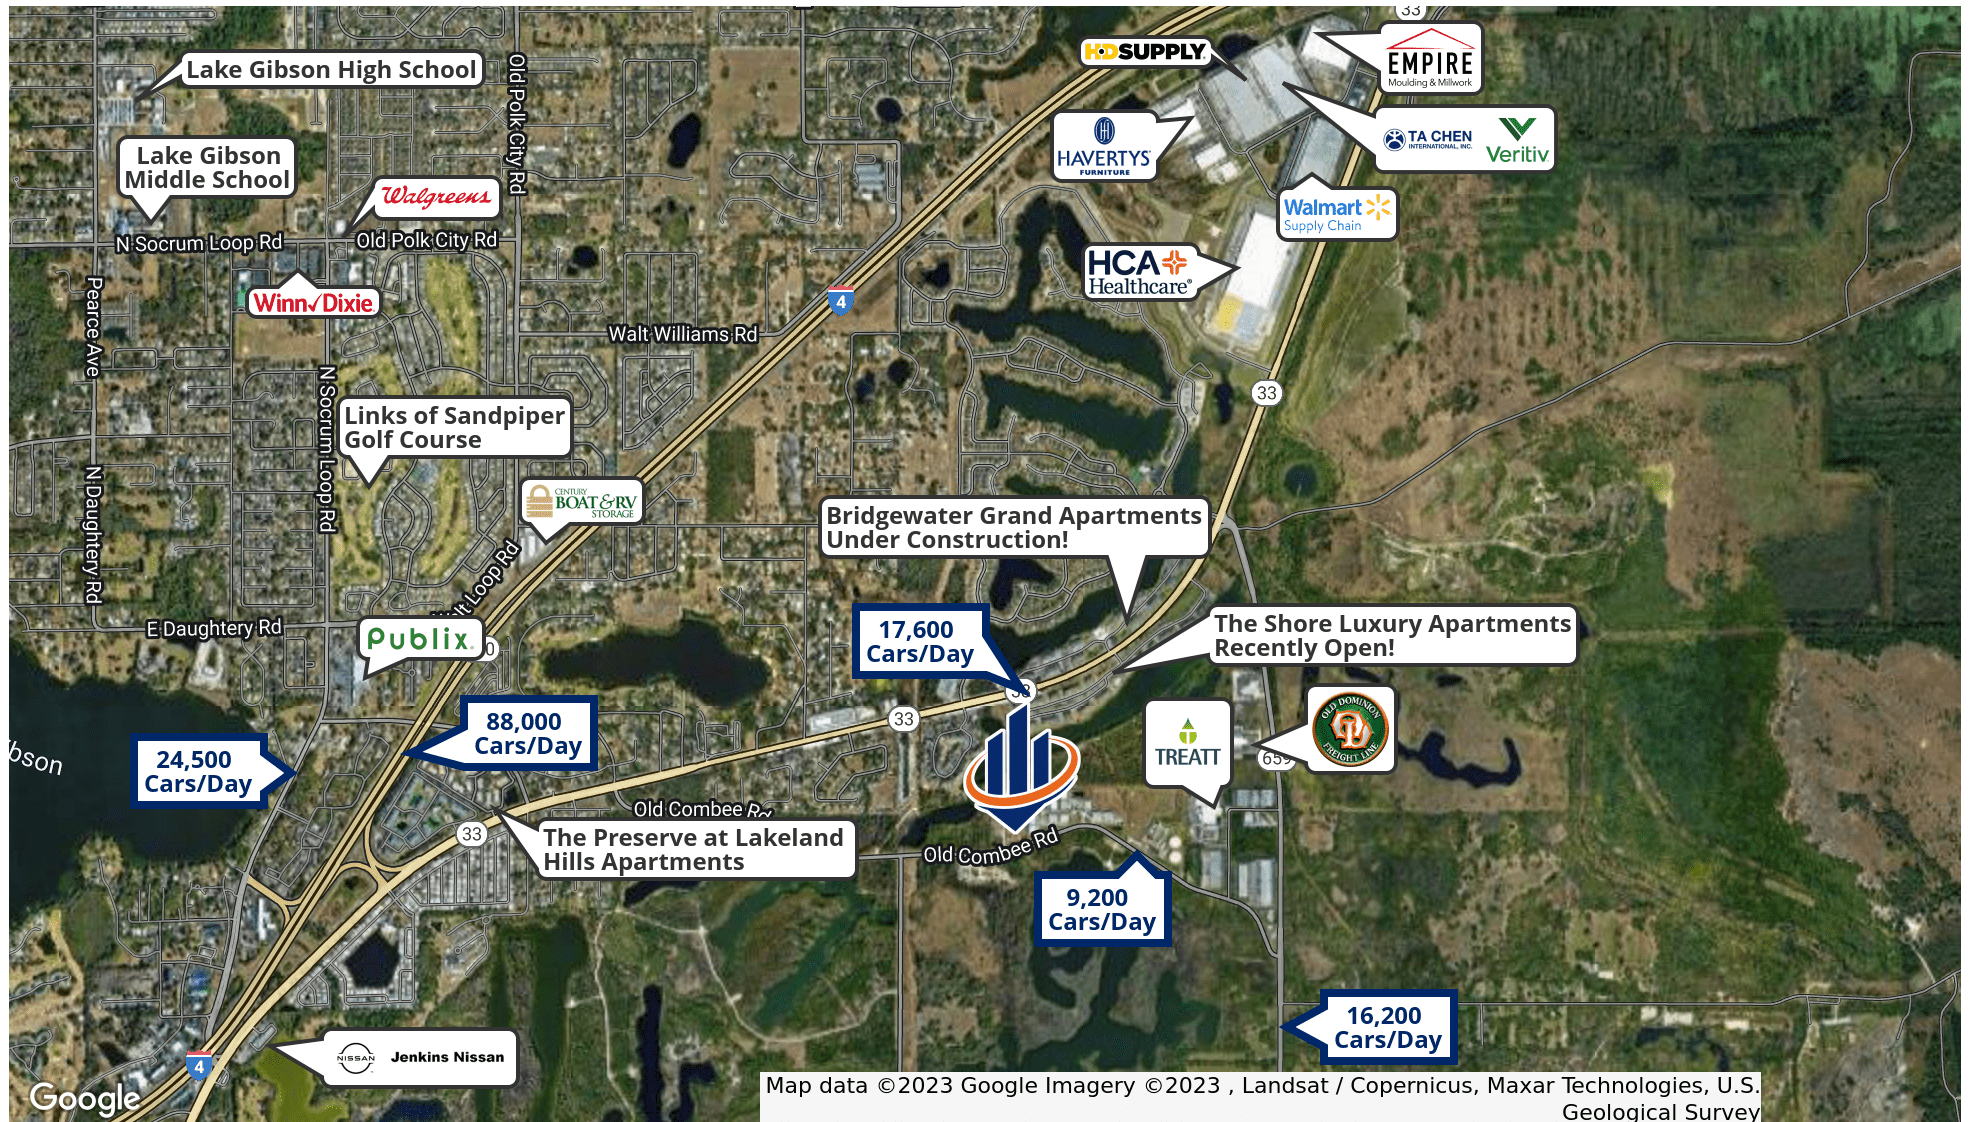 33
Lake Gibson High School
Old Polk City Rd
HD SUPPLY
EMPIRE
Moulding & Millwork
Lake Gibson
Middle School
HAVERTYS
FURNITURE
TA CHEN
INTERNATIONAL, INC.
Veritiv
Walgreens
Walmart
Supply Chain
N Socrum Loop Rd
Old Polk City Rd
HCA
Healthcare
Pearce Ave
Winn Dixie
4
Walt Williams Rd
33
N Socrum Loop Rd
Links of Sandpiper
Golf Course
N Daughtery Rd
CENTURY
BOAT & RV
STORAGE
Bridgewater Grand Apartments
Under Construction!
Walt Loop Rd
E Daughtery Rd
Publix
17,600
Cars/Day
The Shore Luxury Apartments
Recently Open!
33
33
88,000
Cars/Day
24,500
Cars/Day
TREATT
OLD DOMINION
OD
FREIGHT LINE
659
Old Combee Rd
33
The Preserve at Lakeland
Hills Apartments
Old Combee Rd
9,200
Cars/Day
16,200
Cars/Day
NISSAN
Jenkins Nissan
4
Google
Map data ©2023 Google Imagery ©2023 , Landsat / Copernicus, Maxar Technologies, U.S.
Geological Survey